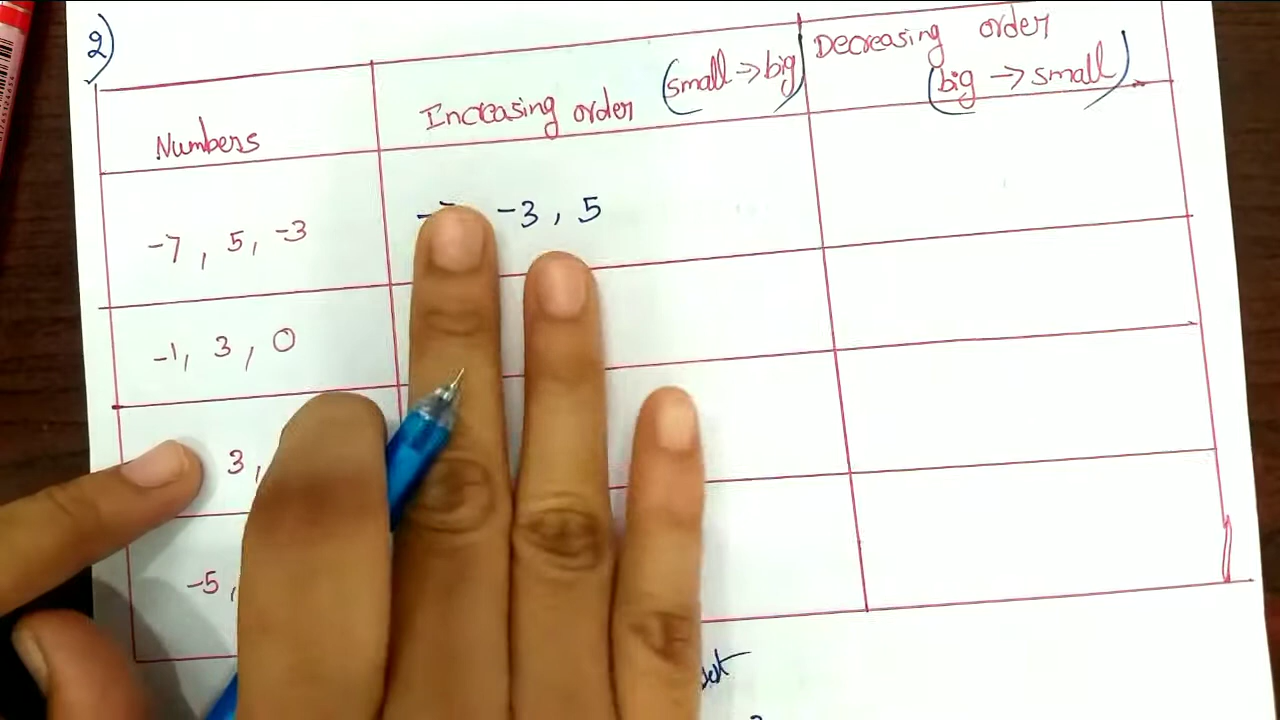 2)
Numbers
Increasing order (small → big)
Decreasing order
(big → small)
-7, 5, -3
-3, 5
-1, 3, 0
3,
-5,